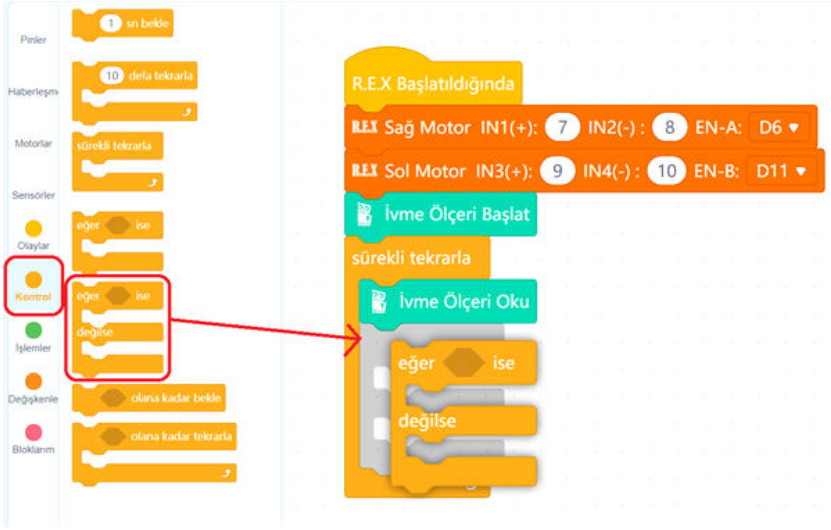 Pinler
Haberleşm
Motorlar
Sensörler
Olaylar
Kontrol
İşlemler
Değişkenle
Bloklarım
1 sn bekle
10 defa tekrarla
sürekli tekrarla
eğer ise
eğer ise
değilse
olana kadar bekle
olana kadar tekrarla
R.E.X Başlatıldığında
R.E.X Sağ Motor IN1(+): 7 IN2(-) : 8 EN-A: D6
R.E.X Sol Motor IN3(+): 9 IN4(-) : 10 EN-B: D11
İvme Ölçeri Başlat
sürekli tekrarla
İvme Ölçeri Oku
eğer ise
değilse